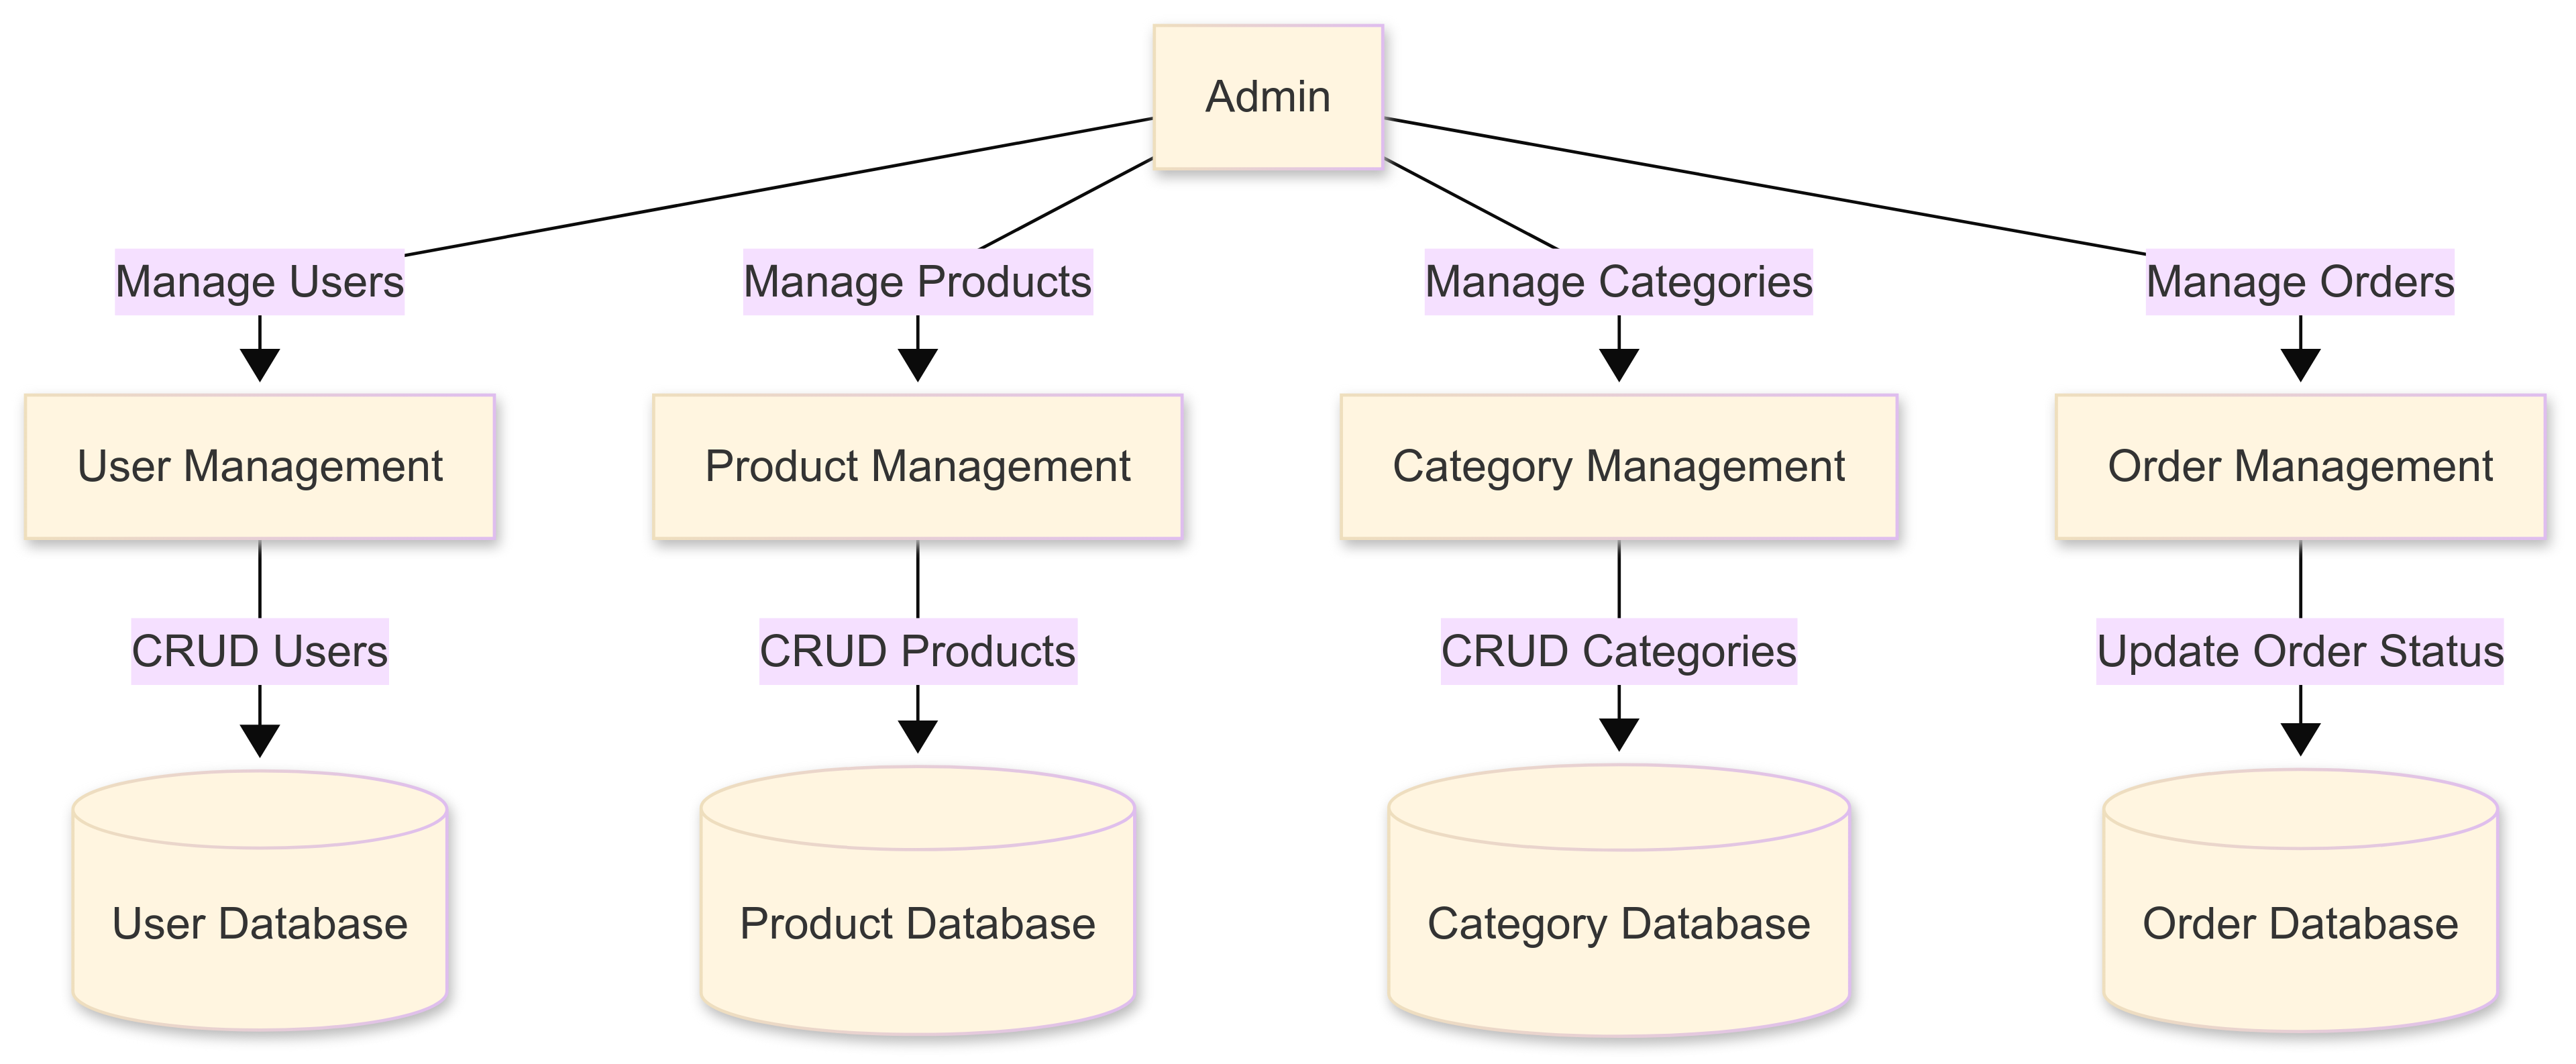 Admin
Manage Users
Manage Products
Manage Categories
Manage Orders
User Management
Product Management
Category Management
Order Management
CRUD Users
CRUD Products
CRUD Categories
Update Order Status
User Database
Product Database
Category Database
Order Database